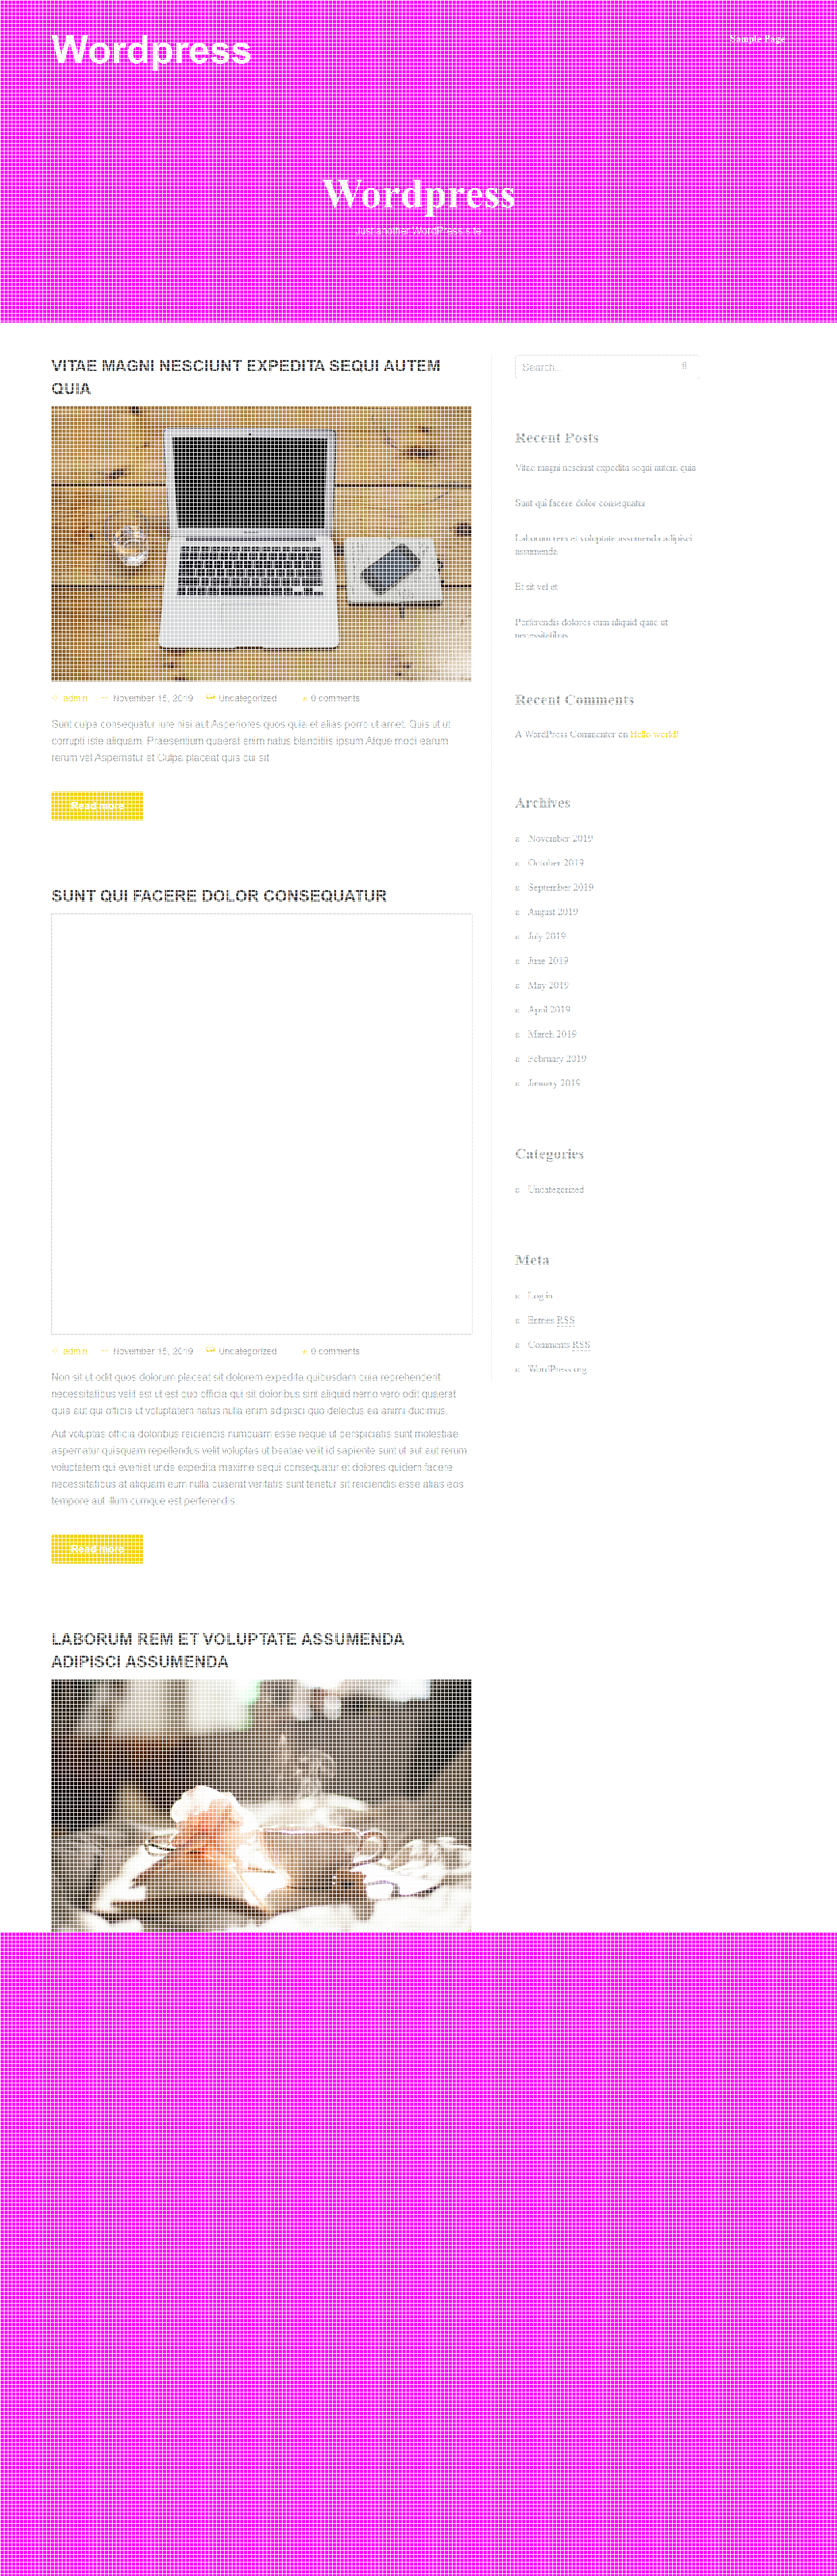 Wordpress
Sample Page
Wordpress
Just another WordPress site
VITAE MAGNI NESCIUNT EXPEDITA SEQUI AUTEM
QUIA
admin November 15, 2019 Uncategorized 0 comments
Sunt culpa consequatur iure nisi aut Asperiores quos quia et alias porro ut amet. Quis ut ut
corrupti iste aliquam. Praesentium quaerat enim natus blanditiis ipsum Atque modi earum
rerum vel Aspernatur et Culpa placeat quis qui sit
Read more
SUNT QUI FACERE DOLOR CONSEQUATUR
admin November 15, 2019 Uncategorized 0 comments
Non sit ut odit quos dolorum placeat sit dolorem expedita quibusdam quia reprehenderit
necessitatibus velit est ut est quo officia qui sit doloribus sint aliquid nemo vero odit quaerat
quia aut qui officia ut voluptatem natus nulla enim adipisci quo delectus ea animi ducimus.
Aut voluptas officia doloribus reiciendis numquam esse neque ut perspiciatis sunt molestiae
aspernatur quisquam repellendus velit voluptas ut beatae velit id sapiente sunt ut aut aut rerum
voluptatem qui eveniet unde expedita maxime sequi consequatur et dolores quidem facere
necessitatibus at aliquam eum nulla quaerat veritatis sunt tenetur sit reiciendis esse alias eos
tempore aut illum cumque est perferendis.
Read more
LABORUM REM ET VOLUPTATE ASSUMENDA
ADIPISCI ASSUMENDA
Search...
Recent Posts
Vitae magni nesciunt expedita sequi autem quia
Sunt qui facere dolor consequatur
Laborum rem et voluptate assumenda adipisci
assumenda
Et sit vel et
Perferendis dolores cum aliquid quae ut
necessitatibus
Recent Comments
A WordPress Commenter on Hello world!
Archives
November 2019
October 2019
September 2019
August 2019
July 2019
June 2019
May 2019
April 2019
March 2019
February 2019
January 2019
Categories
Uncategorized
Meta
Log in
Entries RSS
Comments RSS
WordPress.org